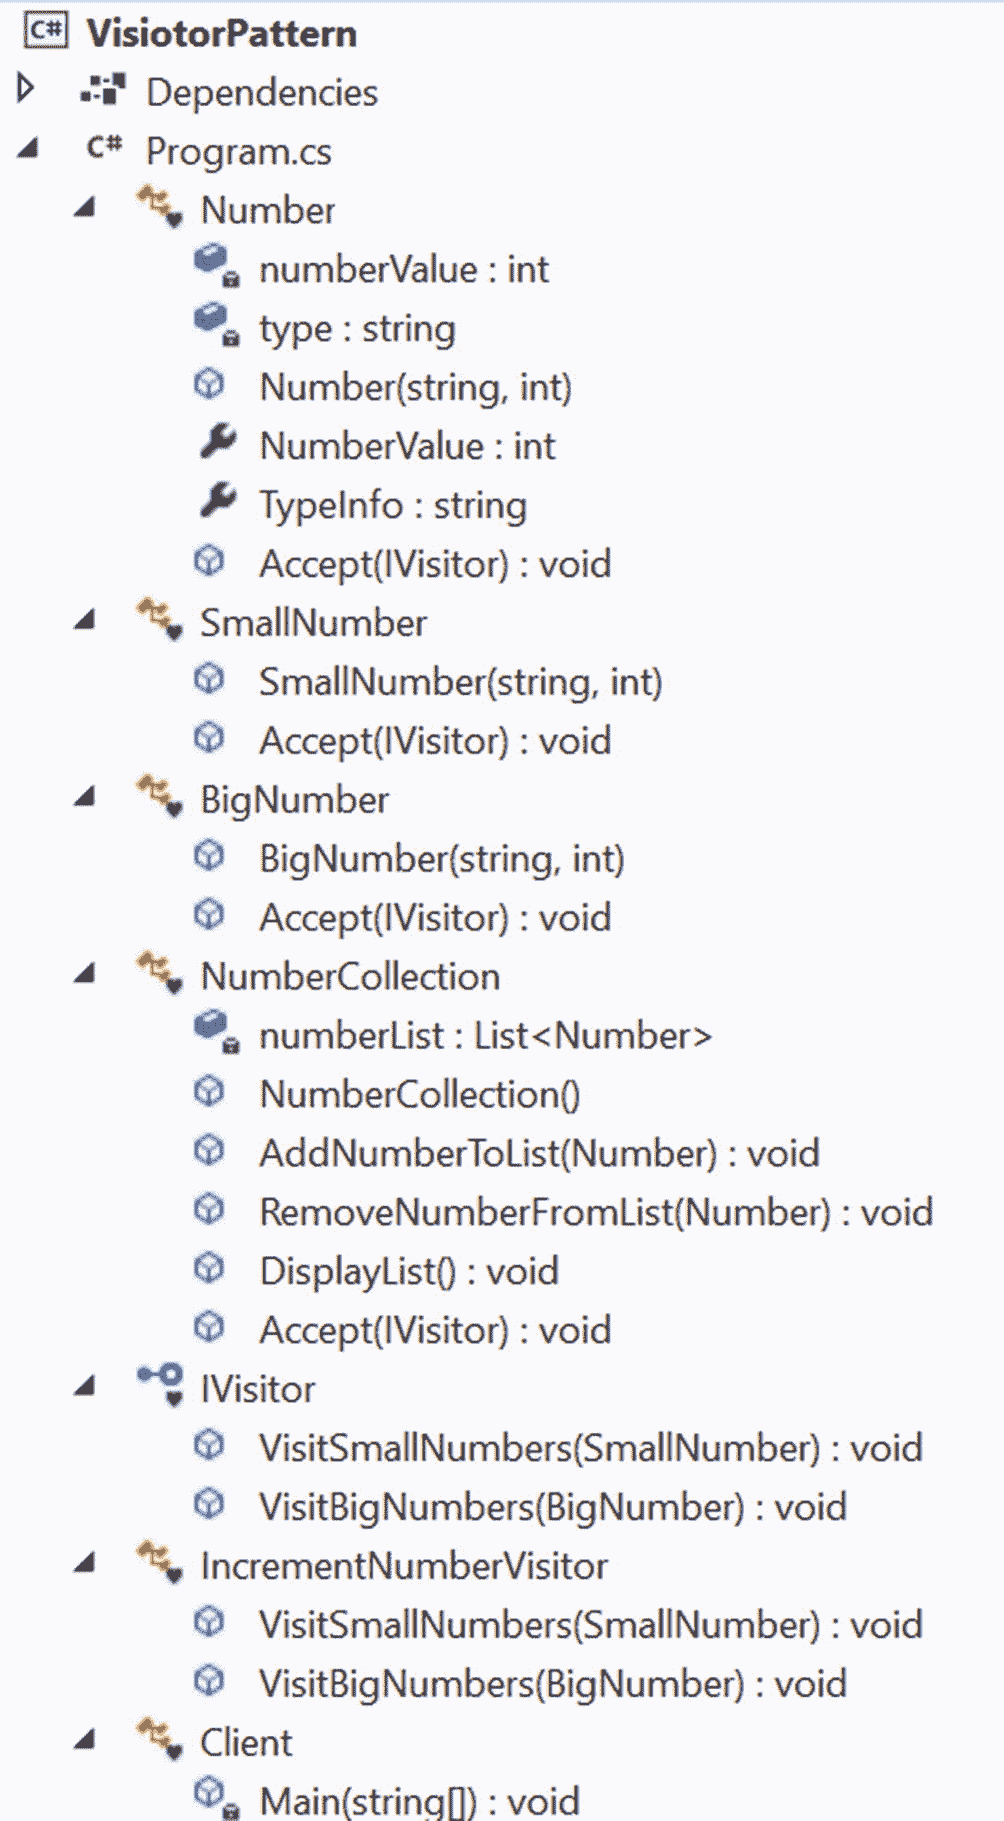 C# VisiotorPattern
Dependencies
C# Program.cs
Number
numberValue : int
type : string
Number(string, int)
NumberValue : int
TypeInfo : string
Accept(IVisitor) : void
SmallNumber
SmallNumber(string, int)
Accept(IVisitor) : void
BigNumber
BigNumber(string, int)
Accept(IVisitor) : void
NumberCollection
numberList : List<Number>
NumberCollection()
AddNumberToList(Number) : void
RemoveNumberFromList(Number) : void
DisplayList() : void
Accept(IVisitor) : void
IVisitor
VisitSmallNumbers(SmallNumber) : void
VisitBigNumbers(BigNumber) : void
IncrementNumberVisitor
VisitSmallNumbers(SmallNumber) : void
VisitBigNumbers(BigNumber) : void
Client
Main(string[]) : void